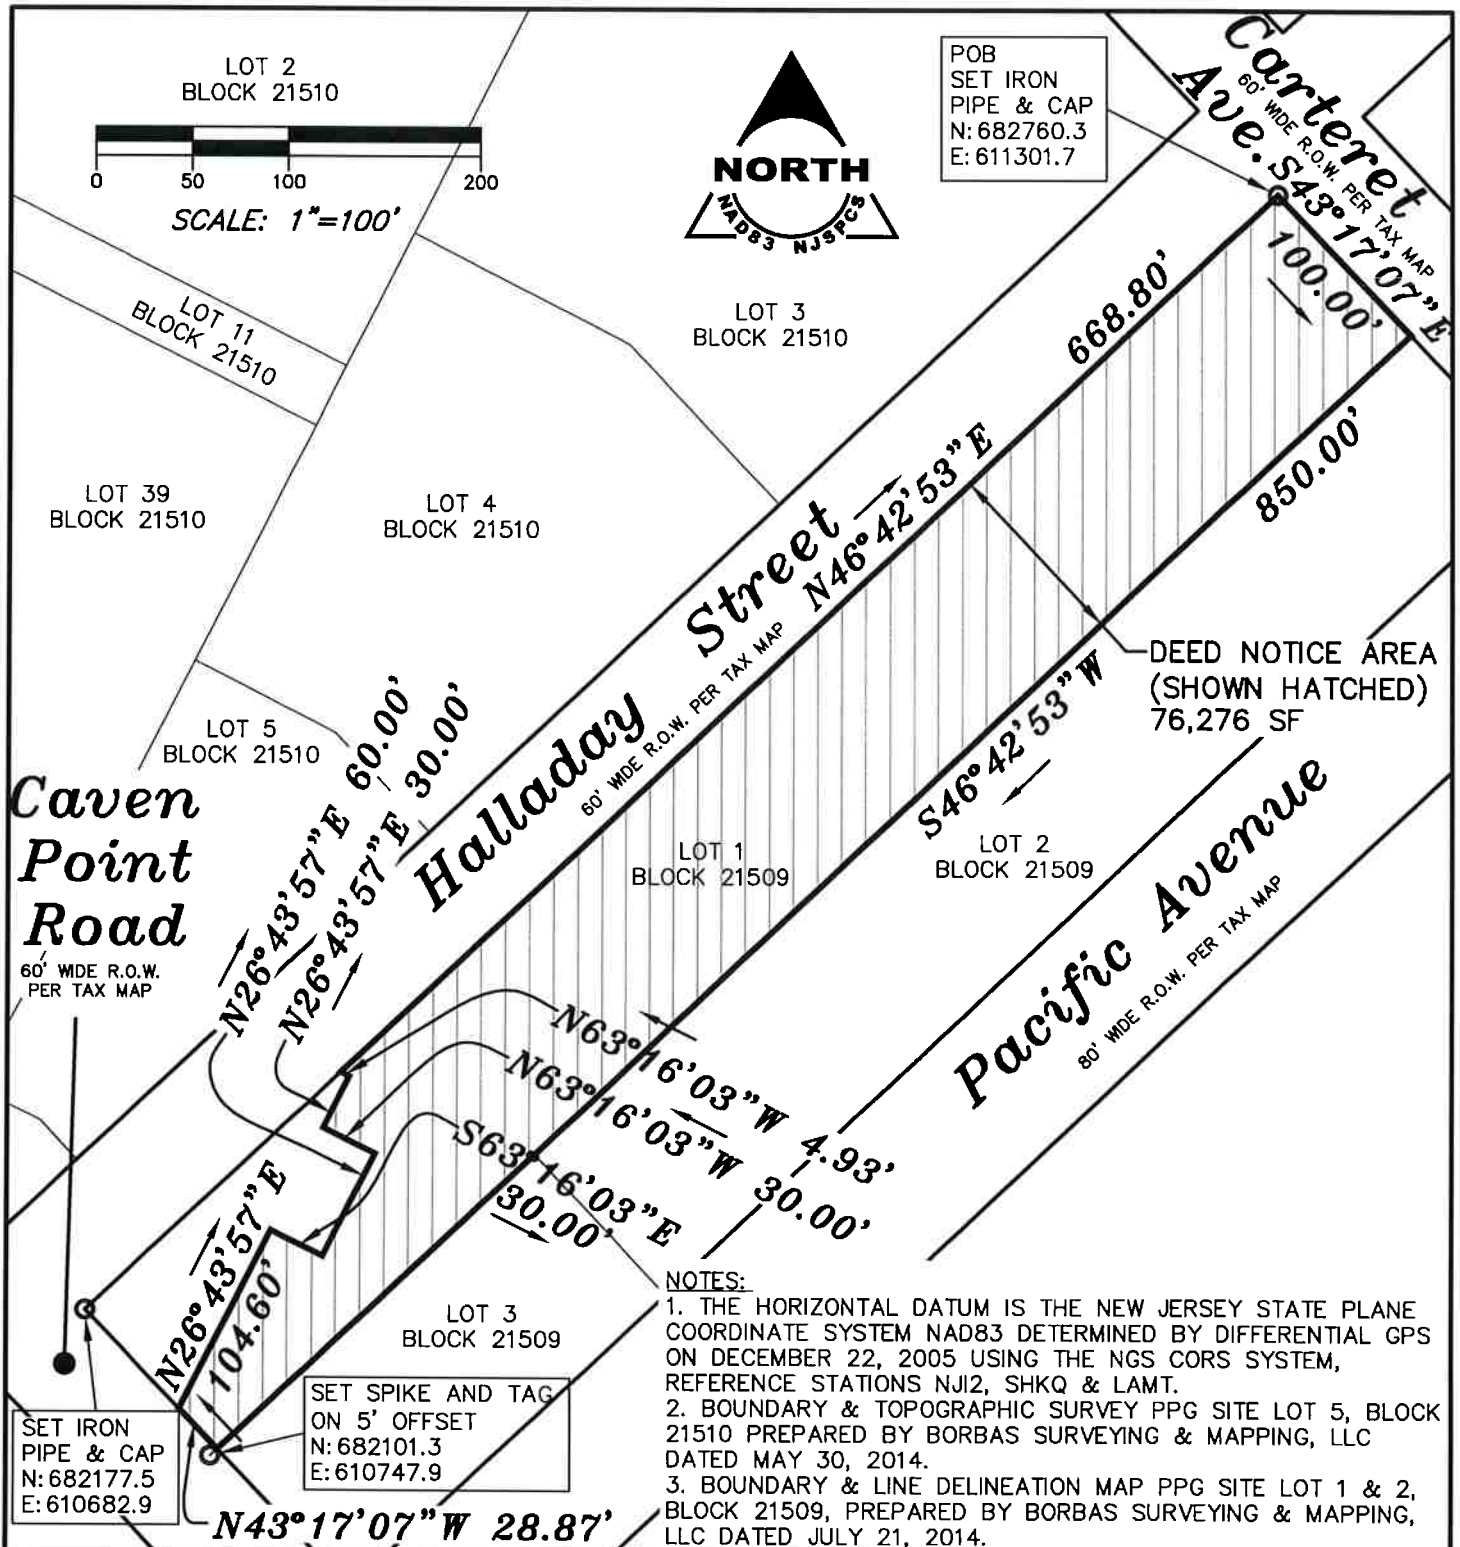 LOT 2
BLOCK 21510
0 50 100 200
SCALE: 1"=100'
NORTH
NAD83 NJSPCS
POB
SET IRON
PIPE & CAP
N: 682760.3
E: 611301.7
Carteret
Ave.
60' WIDE R.O.W. PER TAX MAP
S43°17'07"E
100.00'
LOT 11
BLOCK 21510
LOT 3
BLOCK 21510
668.80'
850.00'
LOT 39
BLOCK 21510
LOT 4
BLOCK 21510
N46°42'53"E
Halladay Street
60' WIDE R.O.W. PER TAX MAP
DEED NOTICE AREA
(SHOWN HATCHED)
76,276 SF
S46°42'53"W
LOT 5
BLOCK 21510
N26°43'57"E 60.00'
N26°43'57"E 30.00'
Caven
Point
Road
60' WIDE R.O.W.
PER TAX MAP
LOT 1
BLOCK 21509
LOT 2
BLOCK 21509
Pacific Avenue
80' WIDE R.O.W. PER TAX MAP
N63°16'03"W 4.93'
N63°16'03"W 30.00'
S63°16'03"E
30.00'
N26°43'57"E
104.60'
LOT 3
BLOCK 21509
SET IRON
PIPE & CAP
N: 682177.5
E: 610682.9
SET SPIKE AND TAG
ON 5' OFFSET
N: 682101.3
E: 610747.9
N43°17'07"W 28.87'
NOTES:
1. THE HORIZONTAL DATUM IS THE NEW JERSEY STATE PLANE
COORDINATE SYSTEM NAD83 DETERMINED BY DIFFERENTIAL GPS
ON DECEMBER 22, 2005 USING THE NGS CORS SYSTEM,
REFERENCE STATIONS NJI2, SHKQ & LAMT.
2. BOUNDARY & TOPOGRAPHIC SURVEY PPG SITE LOT 5, BLOCK
21510 PREPARED BY BORBAS SURVEYING & MAPPING, LLC
DATED MAY 30, 2014.
3. BOUNDARY & LINE DELINEATION MAP PPG SITE LOT 1 & 2,
BLOCK 21509, PREPARED BY BORBAS SURVEYING & MAPPING,
LLC DATED JULY 21, 2014.